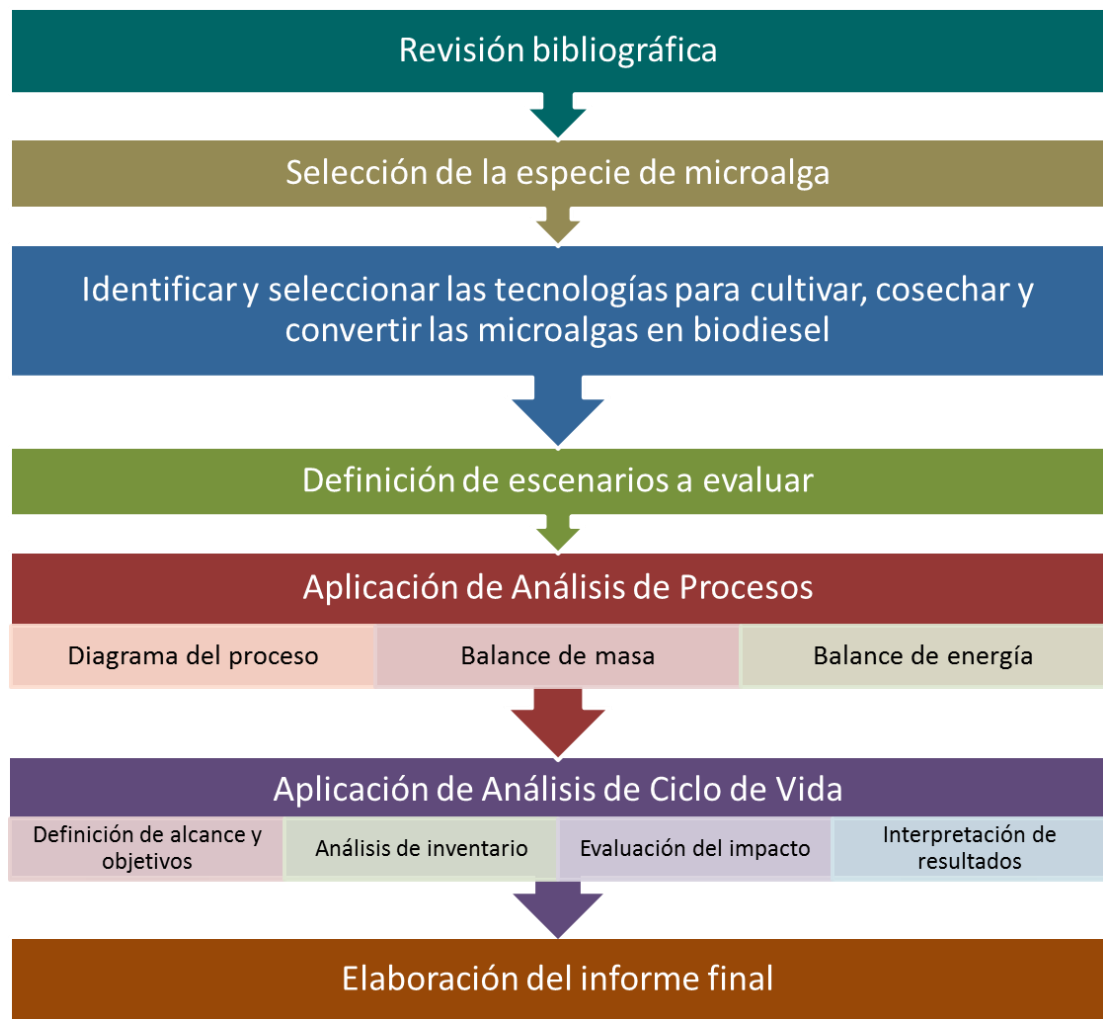 Revisión bibliográfica
Selección de la especie de microalga
Identificar y seleccionar las tecnologías para cultivar, cosechar y
convertir las microalgas en biodiesel
Definición de escenarios a evaluar
Aplicación de Análisis de Procesos
Diagrama del proceso
Balance de masa
Balance de energía
Aplicación de Análisis de Ciclo de Vida
Definición de alcance y
objetivos
Análisis de inventario
Evaluación del impacto
Interpretación de
resultados
Elaboración del informe final